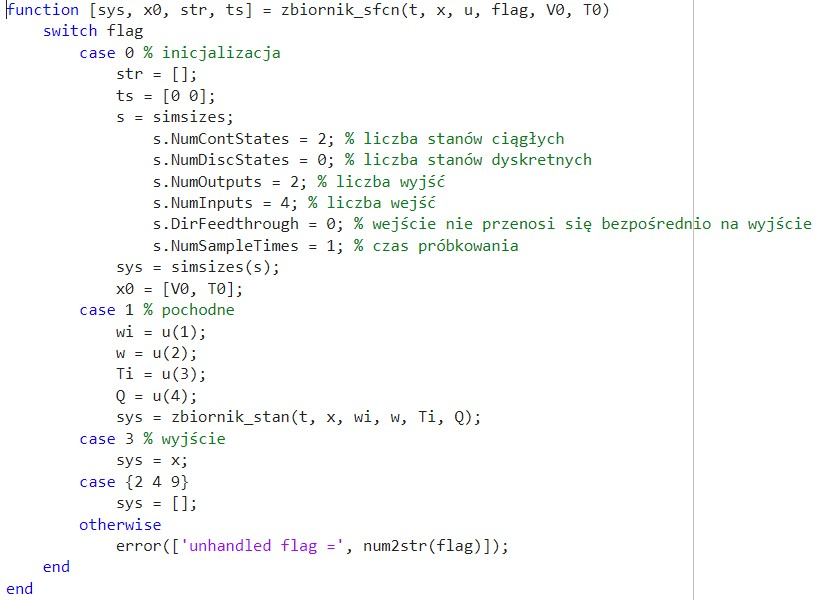 function [sys, x0, str, ts] = zbiornik_sfcn(t, x, u, flag, V0, T0)
switch flag
case 0 % inicjalizacja
str = [];
ts = [0 0];
s = simsizes;
s.NumContStates = 2; % liczba stanów ciągłych
s.NumDiscStates = 0; % liczba stanów dyskretnych
s.NumOutputs = 2; % liczba wyjść
s.NumInputs = 4; % liczba wejść
s.DirFeedthrough = 0; % wejście nie przenosi się bezpośrednio na wyjście
s.NumSampleTimes = 1; % czas próbkowania
sys = simsizes(s);
x0 = [V0, T0];
case 1 % pochodne
wi = u(1);
w = u(2);
Ti = u(3);
Q = u(4);
sys = zbiornik_stan(t, x, wi, w, Ti, Q);
case 3 % wyjście
sys = x;
case {2 4 9}
sys = [];
otherwise
error(['unhandled flag =', num2str(flag)]);
end
end